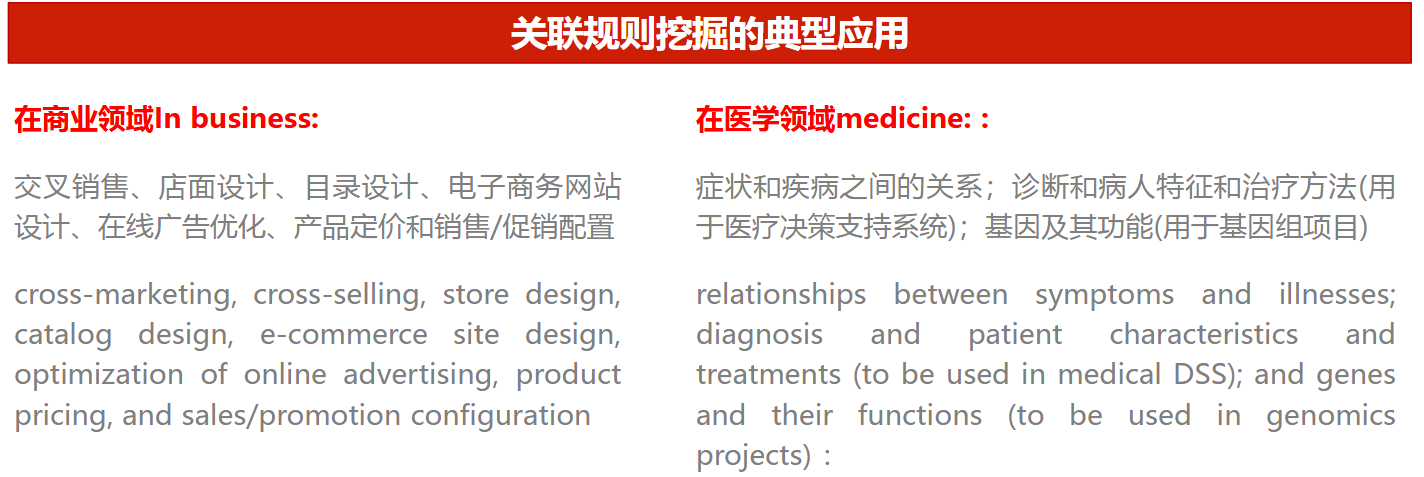 关联规则挖掘的典型应用
在商业领域In business:
交叉销售、店面设计、目录设计、电子商务网站
设计、在线广告优化、产品定价和销售/促销配置
cross-marketing, cross-selling, store design,
catalog design, e-commerce site design,
optimization of online advertising, product
pricing, and sales/promotion configuration
在医学领域medicine: :
症状和疾病之间的关系；诊断和病人特征和治疗方法(用
于医疗决策支持系统)；基因及其功能(用于基因组项目)
relationships between symptoms and illnesses;
diagnosis and patient characteristics and
treatments (to be used in medical DSS); and genes
and their functions (to be used in genomics
projects)：